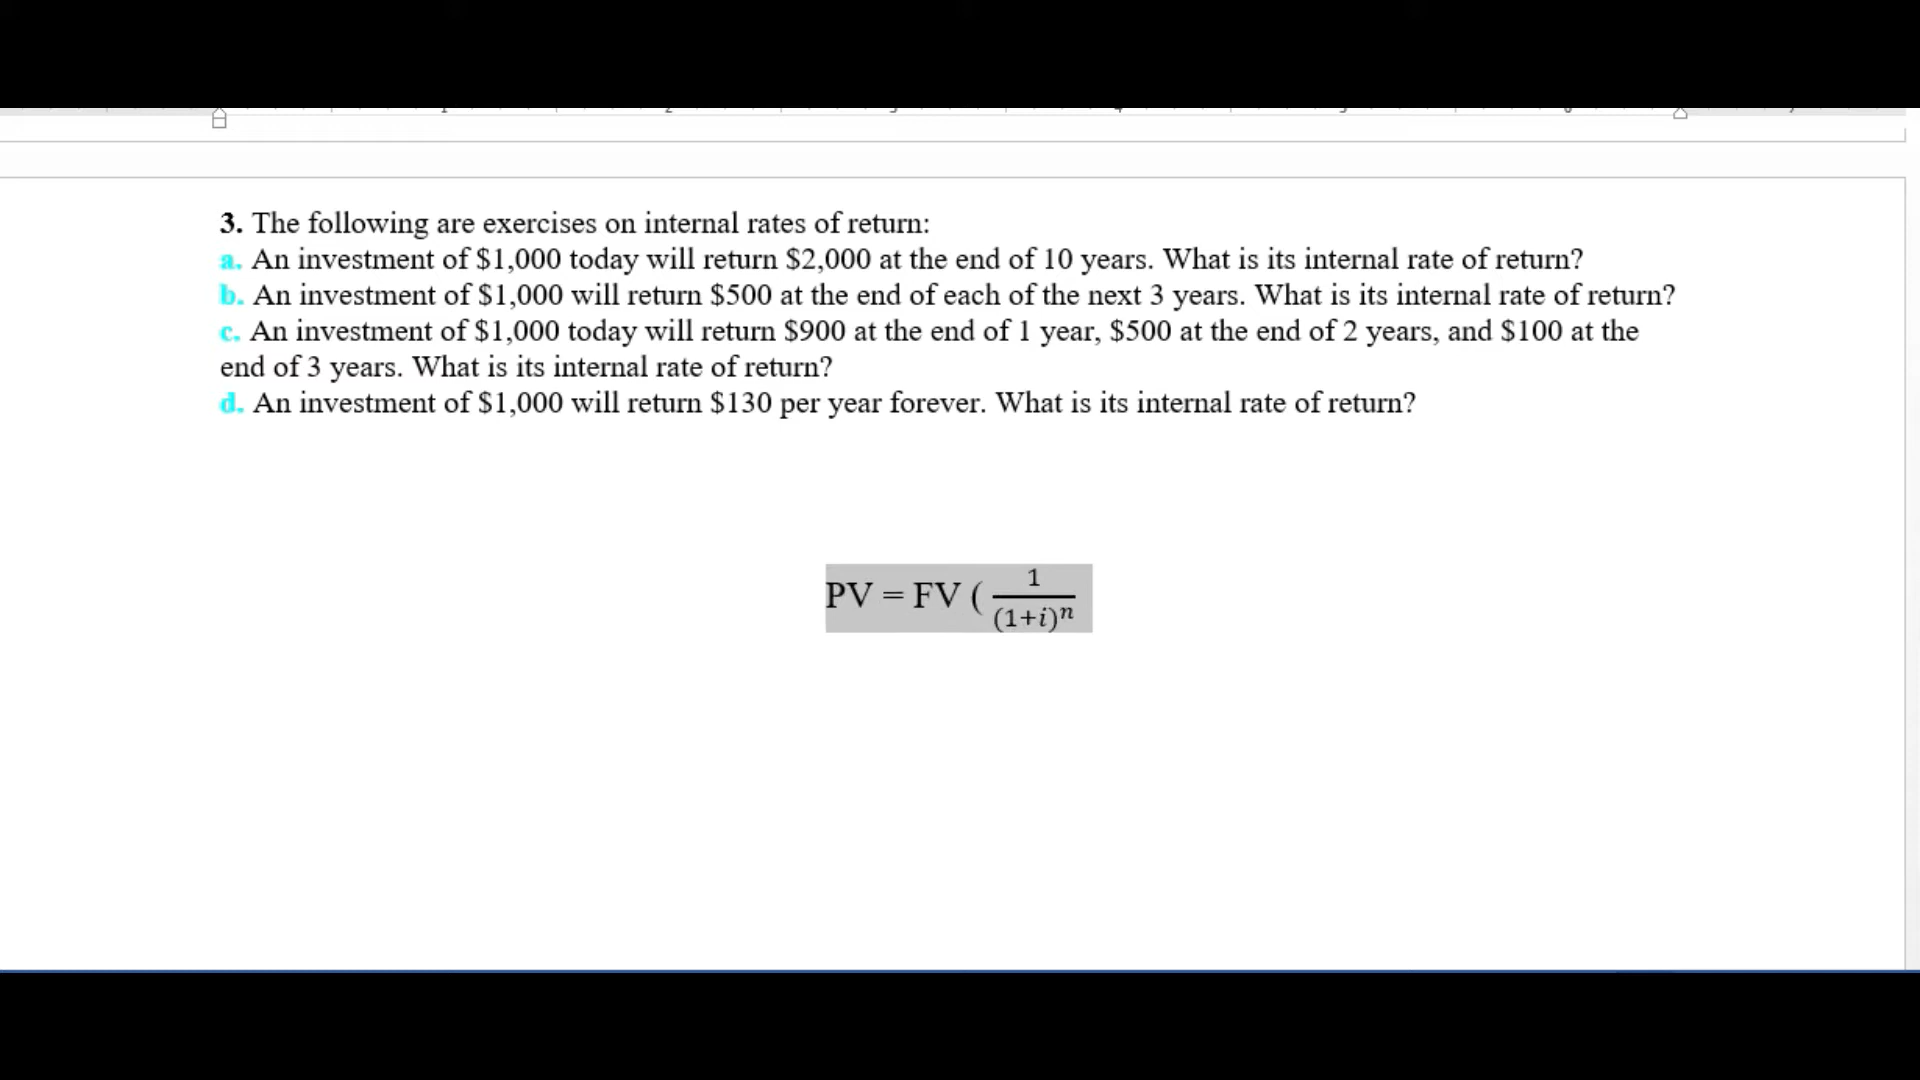 3. The following are exercises on internal rates of return:
a. An investment of $1,000 today will return $2,000 at the end of 10 years. What is its internal rate of return?
b. An investment of $1,000 will return $500 at the end of each of the next 3 years. What is its internal rate of return?
c. An investment of $1,000 today will return $900 at the end of 1 year, $500 at the end of 2 years, and $100 at the
end of 3 years. What is its internal rate of return?
d. An investment of $1,000 will return $130 per year forever. What is its internal rate of return?
PV = FV ( 1/(1+i)ⁿ